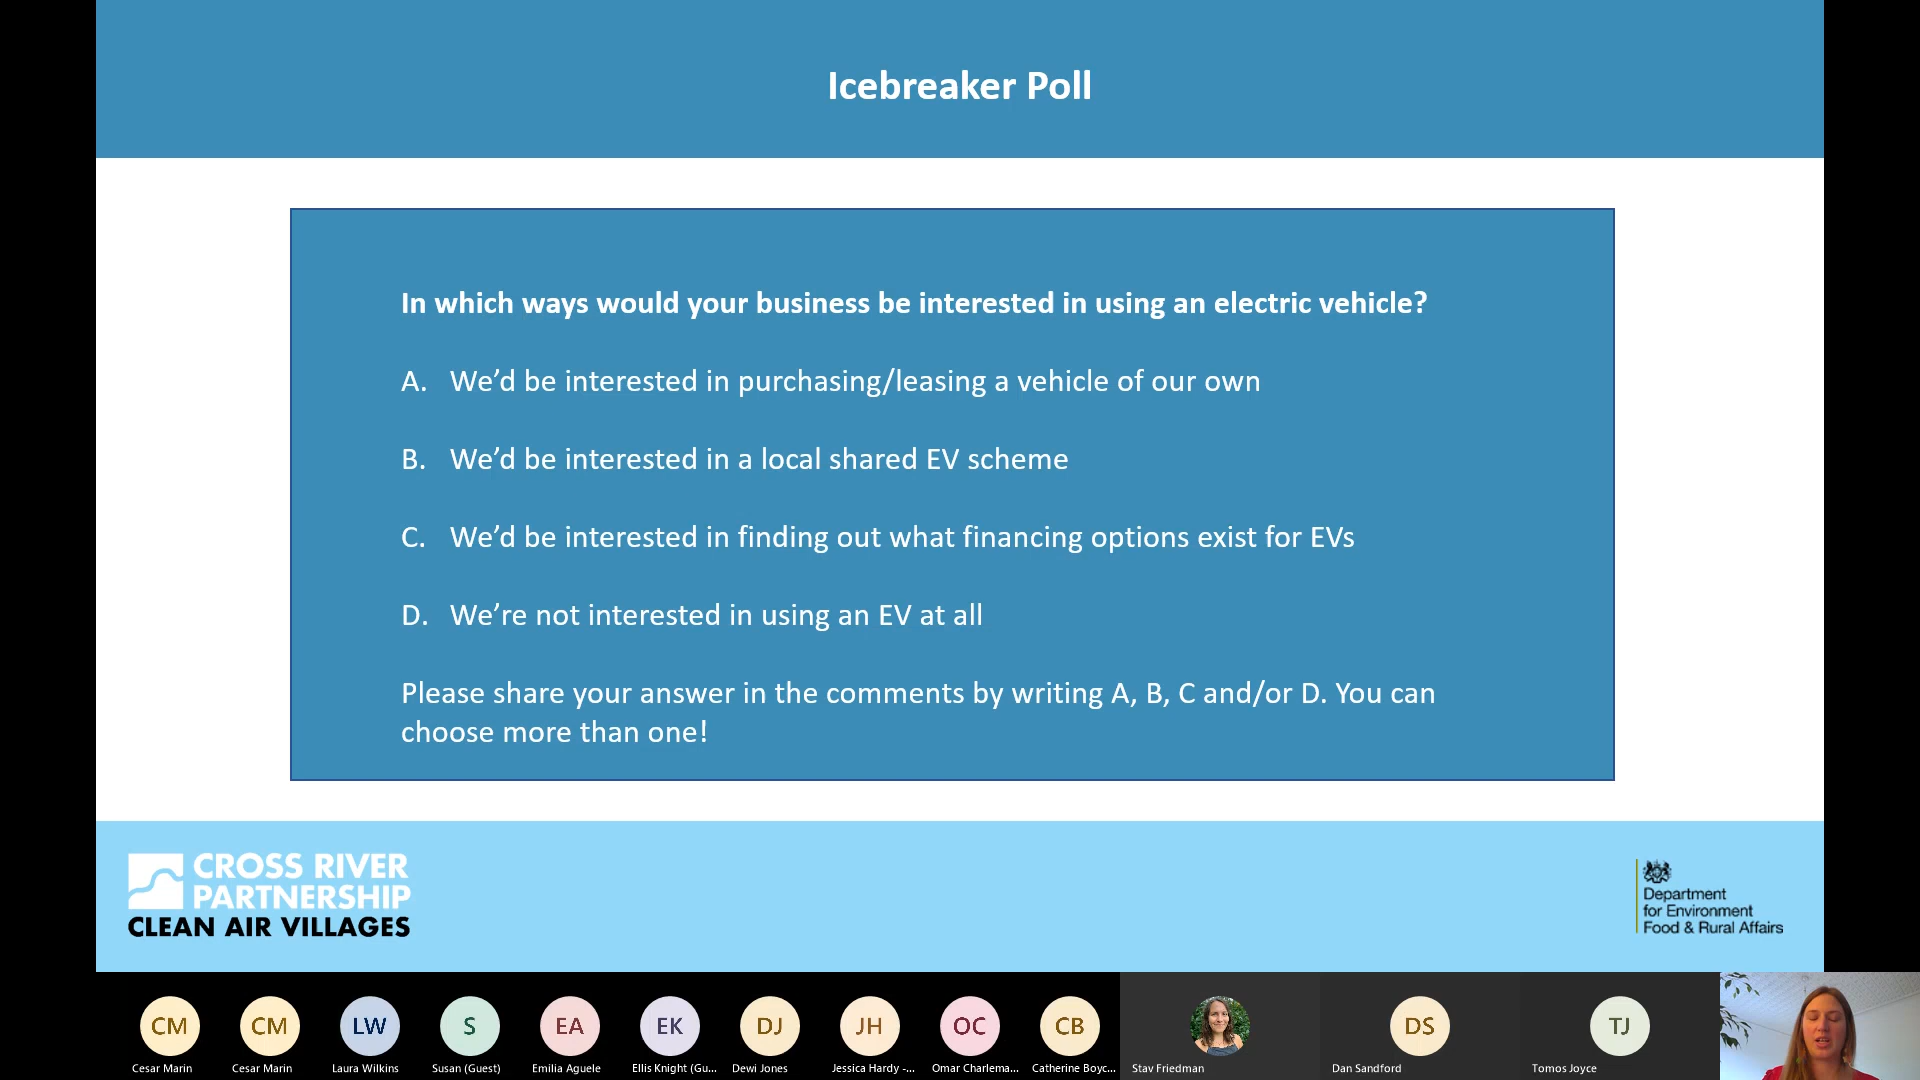 Icebreaker Poll
In which ways would your business be interested in using an electric vehicle?
A. We’d be interested in purchasing/leasing a vehicle of our own
B. We’d be interested in a local shared EV scheme
C. We’d be interested in finding out what financing options exist for EVs
D. We’re not interested in using an EV at all
Please share your answer in the comments by writing A, B, C and/or D. You can
choose more than one!
CROSS RIVER
PARTNERSHIP
CLEAN AIR VILLAGES
Department
for Environment
Food & Rural Affairs
CM CM LW S EA EK DJ JH OC CB DS TJ
Cesar Marin Cesar Marin Laura Wilkins Susan (Guest) Emilia Aguele Ellis Knight (Gu... Dewi Jones Jessica Hardy -... Omar Charlema... Catherine Boyc... Stav Friedman Dan Sandford Tomos Joyce